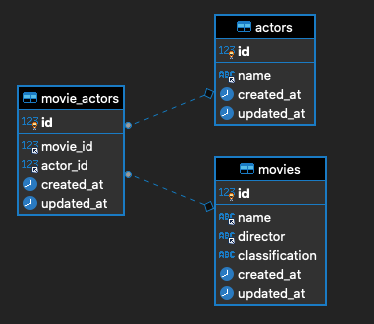 actors
123 id
ABC name
created_at
updated_at
movie_actors
123 id
123 movie_id
123 actor_id
created_at
updated_at
movies
123 id
ABC name
ABC director
ABC classification
created_at
updated_at